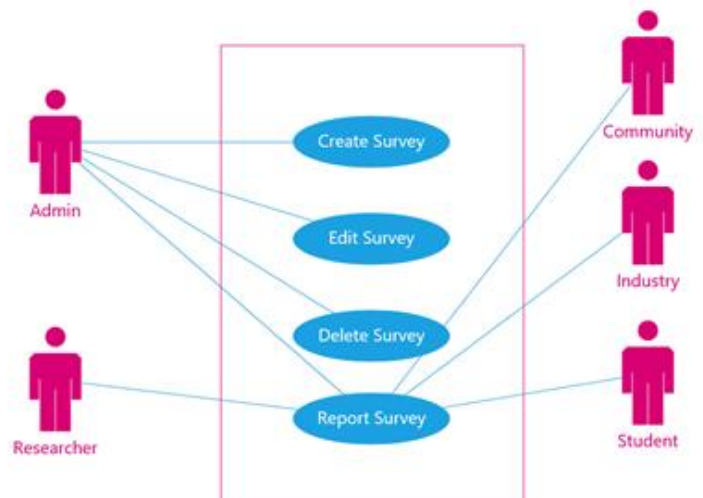 Community
Create Survey
Admin
Edit Survey
Industry
Delete Survey
Report Survey
Researcher
Student